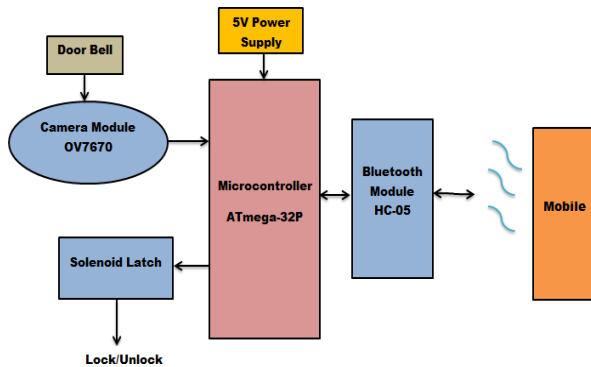 Door Bell
5V Power
Supply
Camera Module
OV7670
Microcontroller
ATmega-32P
Bluetooth
Module
HC-05
Mobile
Solenoid Latch
Lock/Unlock